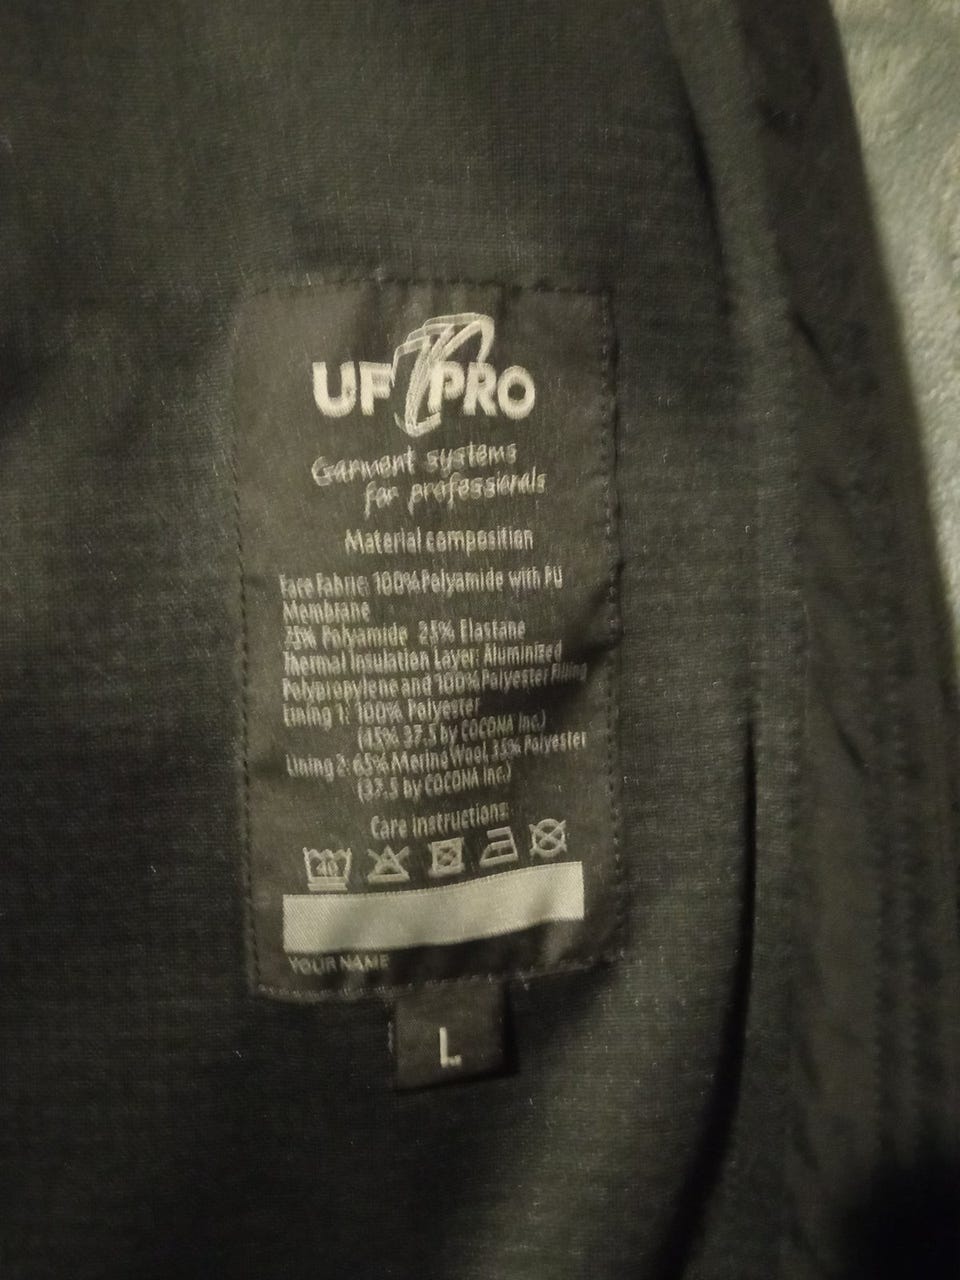 UF PRO
Garment systems
for professionals
Material composition
Face Fabric: 100% Polyamide with PU
Membrane
75% Polyamide 25% Elastane
Thermal Insulation Layer: Aluminized
Polypropylene and 100% Polyester Filling
Lining 1: 100% Polyester
(45% 37.5 by COCONA Inc.)
Lining 2: 65% Merino Wool, 35% Polyester
(37.5 by COCONA Inc.)
Care instructions:
40
YOUR NAME
L